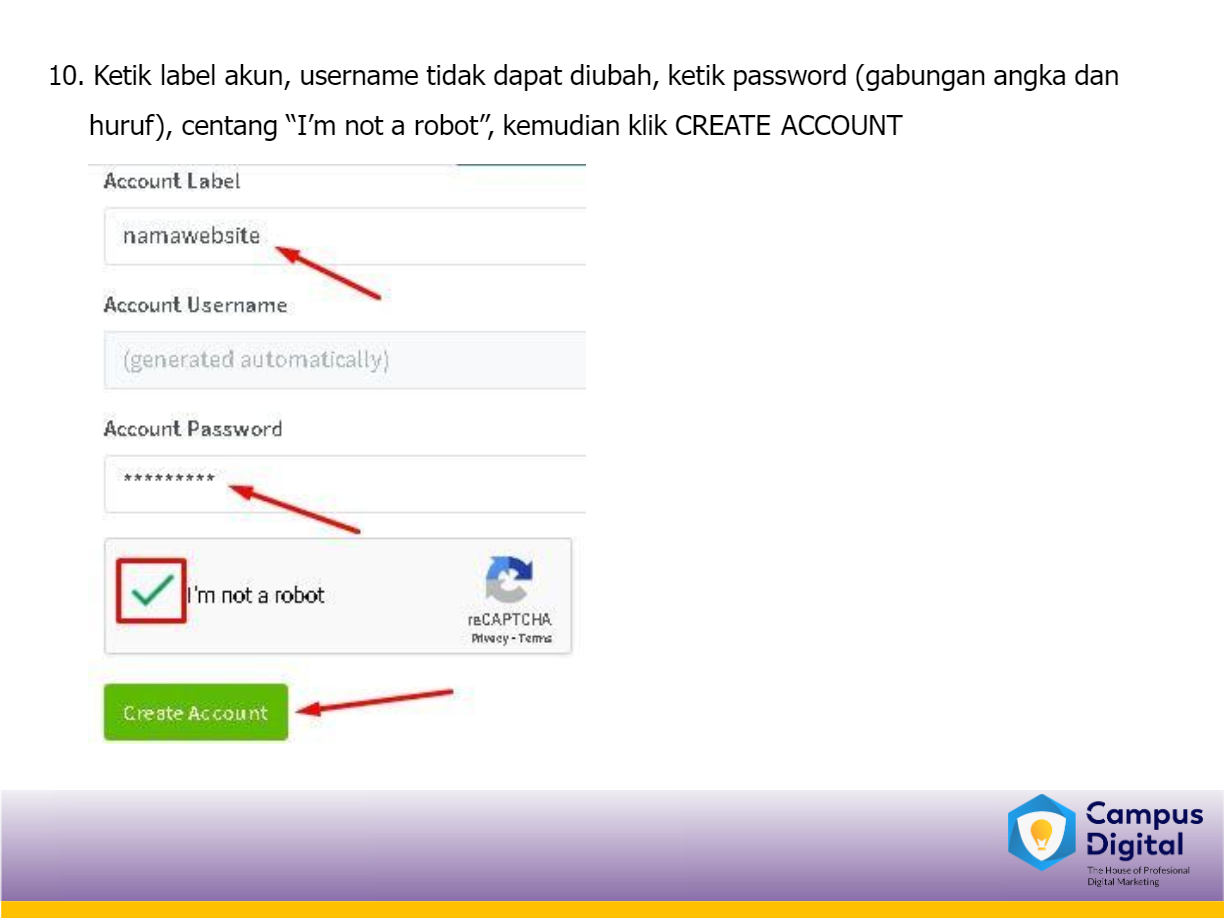 10. Ketik label akun, username tidak dapat diubah, ketik password (gabungan angka dan
huruf), centang “I’m not a robot”, kemudian klik CREATE ACCOUNT
Account Label
namawebsite
Account Username
(generated automatically)
Account Password
*********
I'm not a robot
reCAPTCHA
Privacy - Terms
Create Account
Campus
Digital
The House of Profesional
Digital Marketing